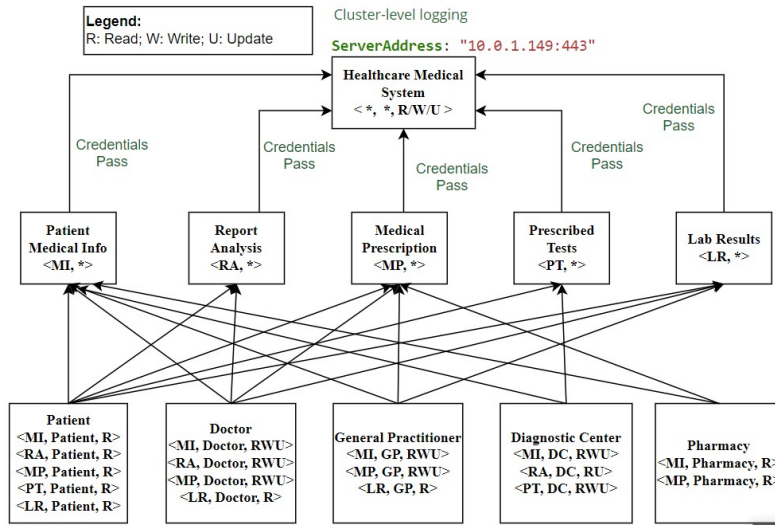 Legend:
R: Read; W: Write; U: Update
Cluster-level logging
ServerAddress: "10.0.1.149:443"
Healthcare Medical
System
< *, *, R/W/U >
Credentials
Pass
Credentials
Pass
Credentials
Pass
Credentials
Pass
Credentials
Pass
Patient
Medical Info
<MI, *>
Report
Analysis
<RA, *>
Medical
Prescription
<MP, *>
Prescribed
Tests
<PT, *>
Lab Results
<LR, *>
Patient
<MI, Patient, R>
<RA, Patient, R>
<MP, Patient, R>
<PT, Patient, R>
<LR, Patient, R>
Doctor
<MI, Doctor, RWU>
<RA, Doctor, RWU>
<MP, Doctor, RWU>
<LR, Doctor, R>
General Practitioner
<MI, GP, RWU>
<MP, GP, RWU>
<LR, GP, R>
Diagnostic Center
<MI, DC, RWU>
<RA, DC, RU>
<PT, DC, RWU>
Pharmacy
<MI, Pharmacy, R>
<MP, Pharmacy, R>